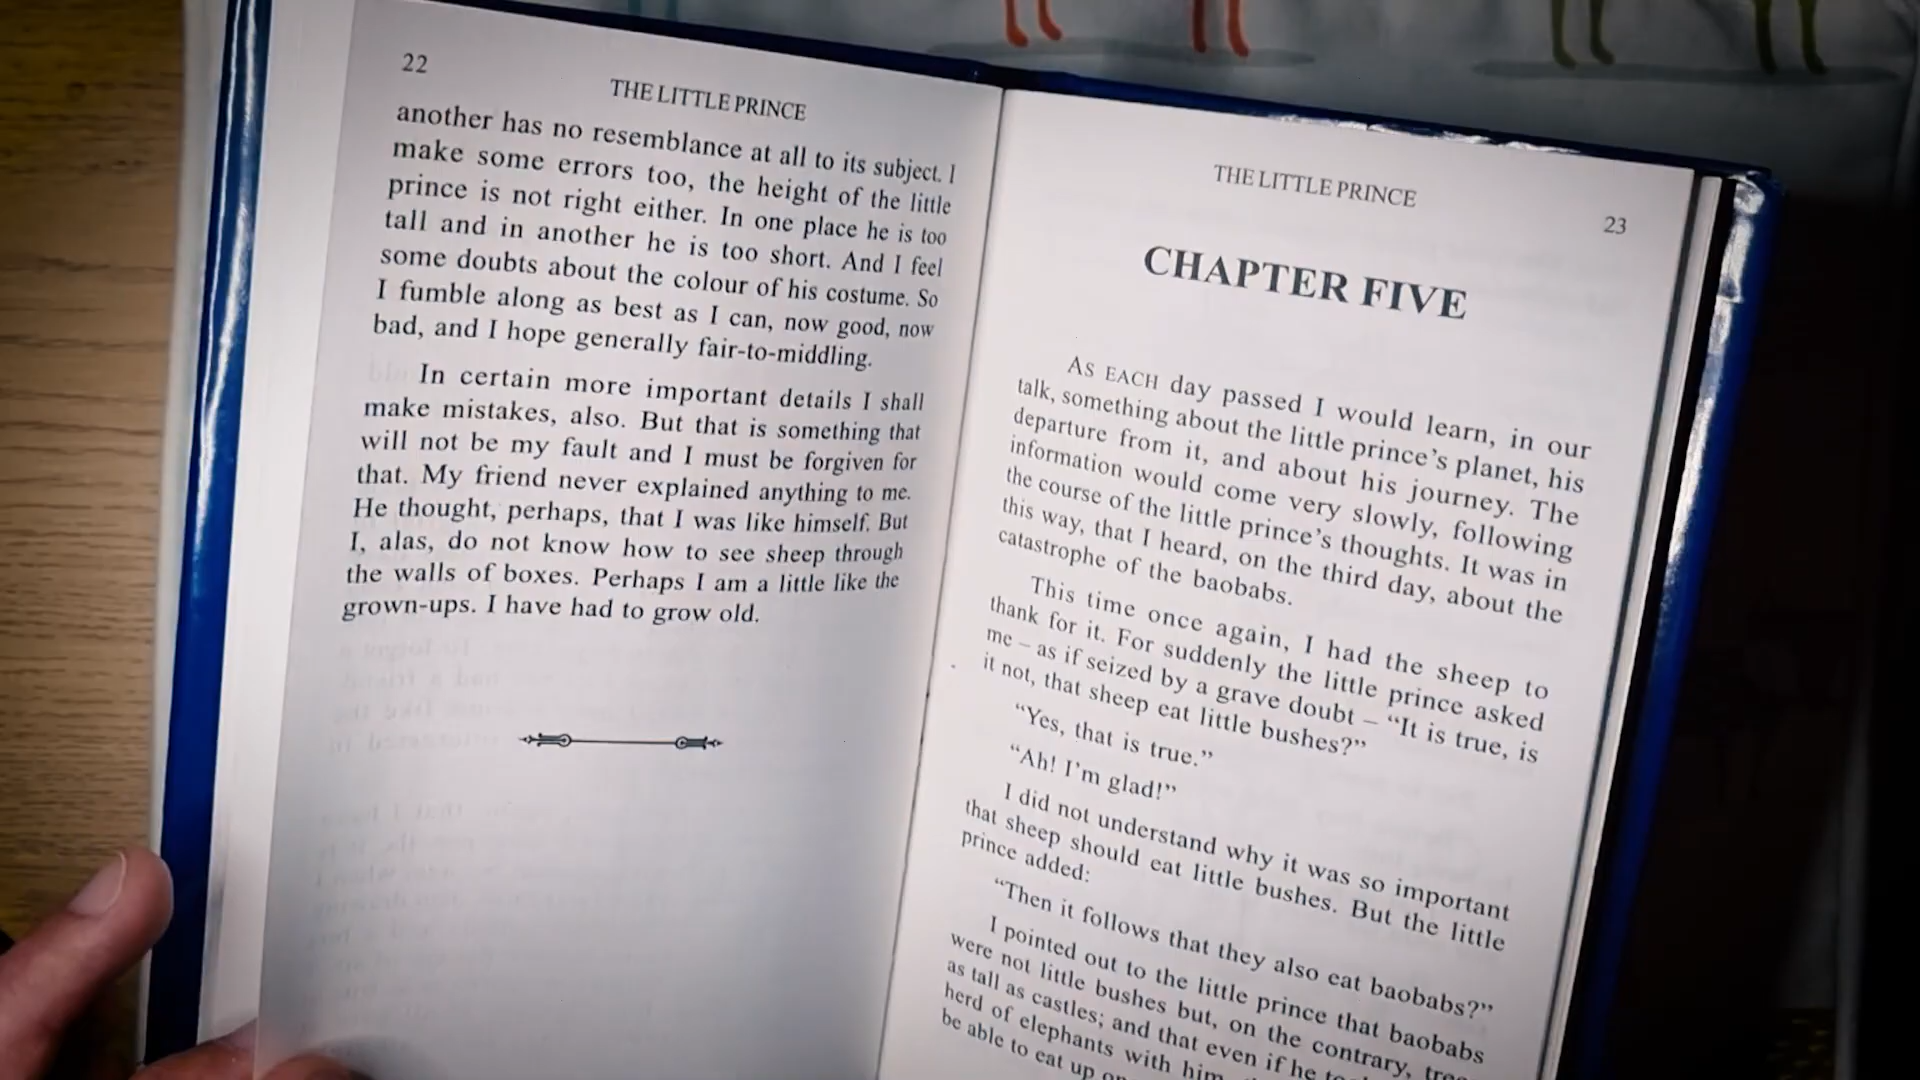 22
THE LITTLE PRINCE
another has no resemblance at all to its subject. I
make some errors too, the height of the little
prince is not right either. In one place he is too
tall and in another he is too short. And I feel
some doubts about the colour of his costume. So
I fumble along as best as I can, now good, now
bad, and I hope generally fair-to-middling.
In certain more important details I shall
make mistakes, also. But that is something that
will not be my fault and I must be forgiven for
that. My friend never explained anything to me.
He thought, perhaps, that I was like himself. But
I, alas, do not know how to see sheep through
the walls of boxes. Perhaps I am a little like the
grown-ups. I have had to grow old.
THE LITTLE PRINCE
23
CHAPTER FIVE
AS EACH day passed I would learn, in our
talk, something about the little prince’s planet, his
departure from it, and about his journey. The
information would come very slowly, following
the course of the little prince’s thoughts. It was in
this way, that I heard, on the third day, about the
catastrophe of the baobabs.
This time once again, I had the sheep to
thank for it. For suddenly the little prince asked
me – as if seized by a grave doubt – “It is true, is
it not, that sheep eat little bushes?”
“Yes, that is true.”
“Ah! I’m glad!”
I did not understand why it was so important
that sheep should eat little bushes. But the little
prince added:
“Then it follows that they also eat baobabs?”
I pointed out to the little prince that baobabs
were not little bushes but, on the contrary,
as tall as castles; and that even if he
herd of elephants with him
be able to eat up